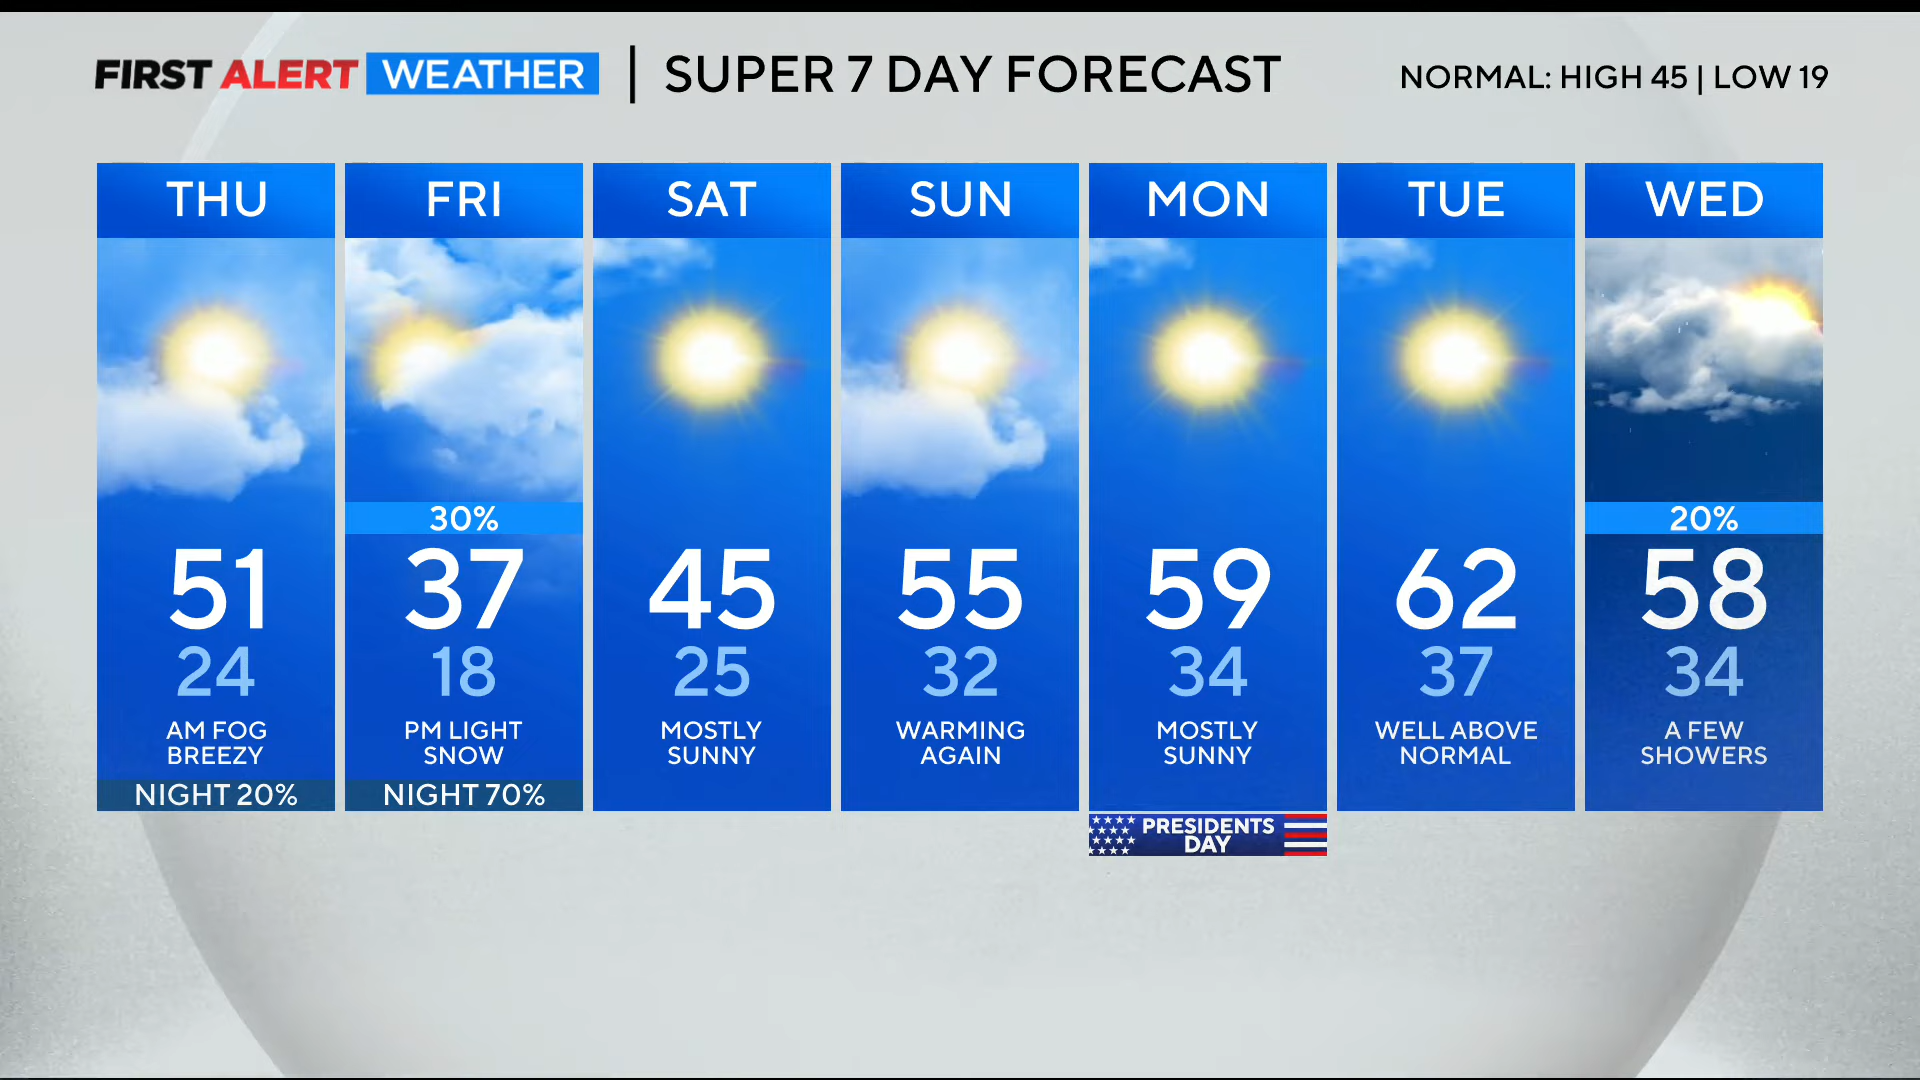 FIRST ALERT WEATHER | SUPER 7 DAY FORECAST
NORMAL: HIGH 45 | LOW 19
THU
51
24
AM FOG
BREEZY
NIGHT 20%
FRI
30%
37
18
PM LIGHT
SNOW
NIGHT 70%
SAT
45
25
MOSTLY
SUNNY
SUN
55
32
WARMING
AGAIN
MON
59
34
MOSTLY
SUNNY
PRESIDENTS
DAY
TUE
62
37
WELL ABOVE
NORMAL
WED
20%
58
34
A FEW
SHOWERS